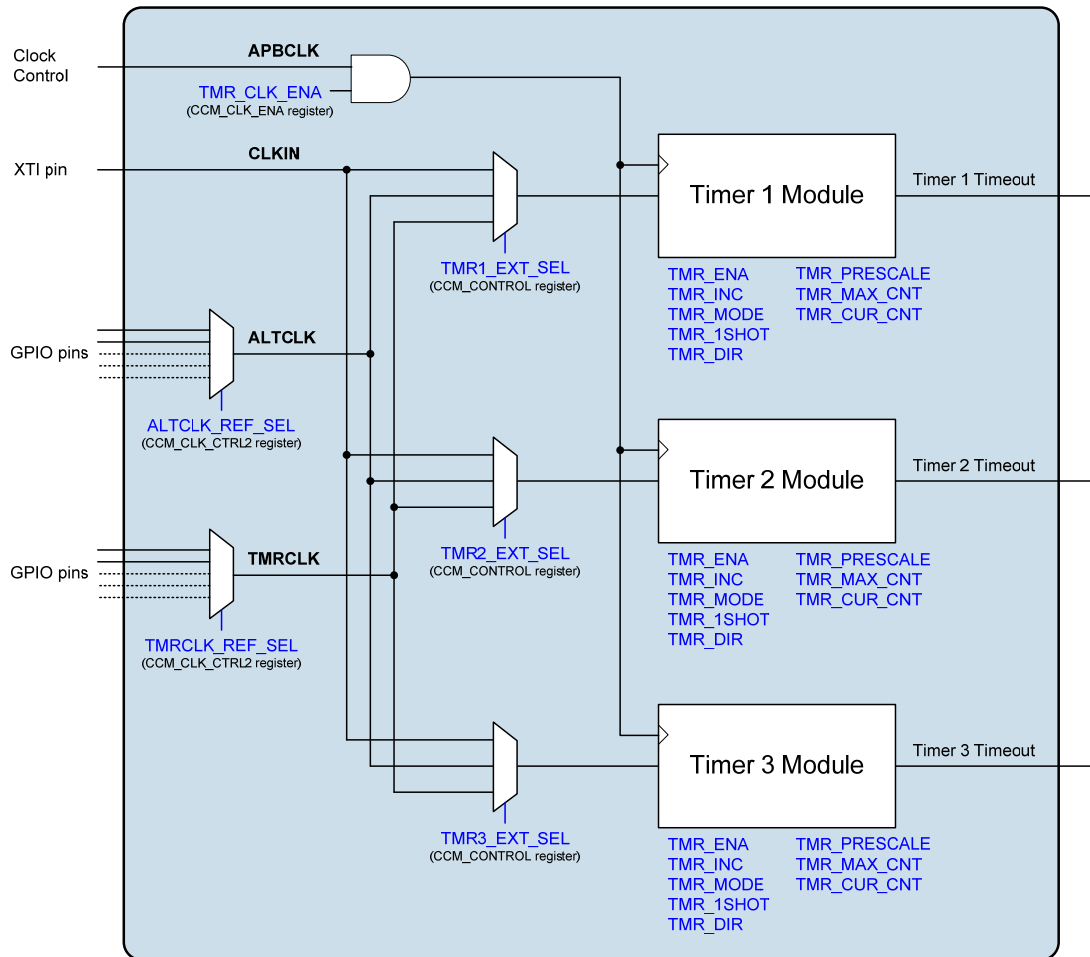 Clock
Control
APBCLK
TMR_CLK_ENA
(CCM_CLK_ENA register)
XTI pin
CLKIN
TMR1_EXT_SEL
(CCM_CONTROL register)
Timer 1 Module
Timer 1 Timeout
TMR_ENA
TMR_INC
TMR_MODE
TMR_1SHOT
TMR_DIR
TMR_PRESCALE
TMR_MAX_CNT
TMR_CUR_CNT
GPIO pins
ALTCLK
ALTCLK_REF_SEL
(CCM_CLK_CTRL2 register)
TMR2_EXT_SEL
(CCM_CONTROL register)
Timer 2 Module
Timer 2 Timeout
TMR_ENA
TMR_INC
TMR_MODE
TMR_1SHOT
TMR_DIR
TMR_PRESCALE
TMR_MAX_CNT
TMR_CUR_CNT
GPIO pins
TMRCLK
TMRCLK_REF_SEL
(CCM_CLK_CTRL2 register)
TMR3_EXT_SEL
(CCM_CONTROL register)
Timer 3 Module
Timer 3 Timeout
TMR_ENA
TMR_INC
TMR_MODE
TMR_1SHOT
TMR_DIR
TMR_PRESCALE
TMR_MAX_CNT
TMR_CUR_CNT